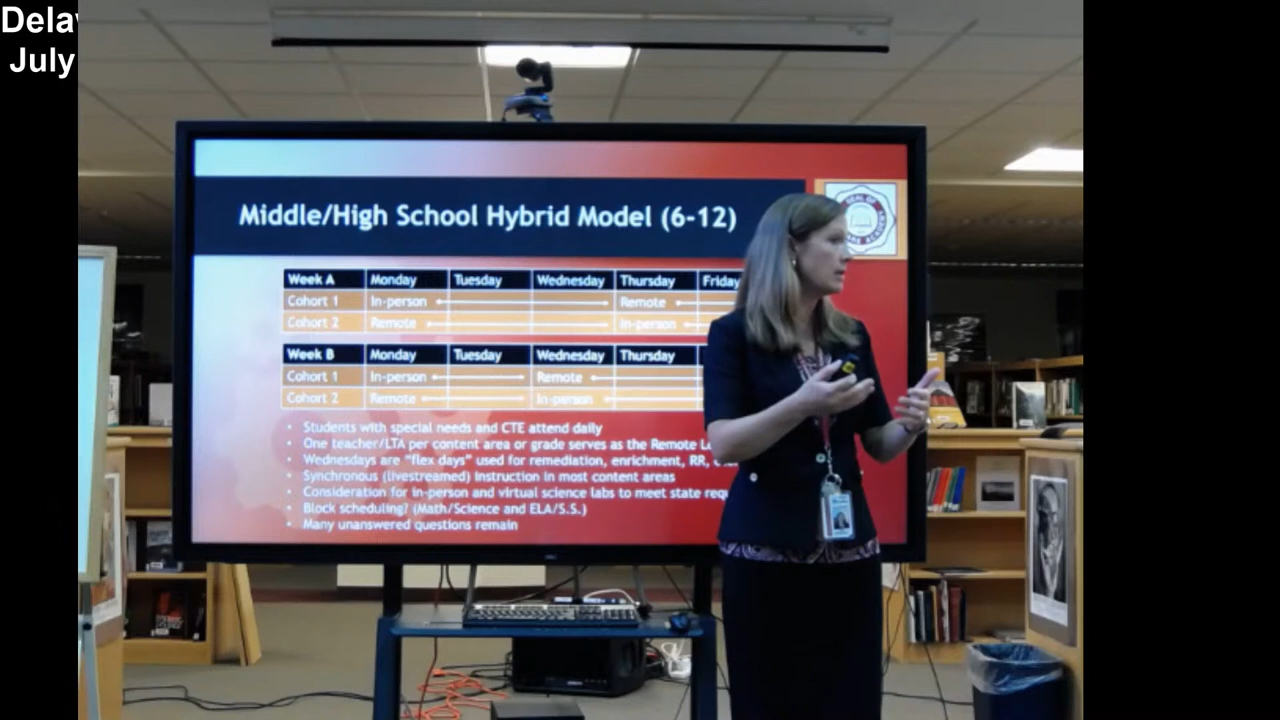 Dela
July
Middle/High School Hybrid Model (6-12)
SEAL OF
Week A Monday Tuesday Wednesday Thursday Friday
Cohort 1 In-person Remote
Cohort 2 Remote In-person
Week B Monday Tuesday Wednesday Thursday
Cohort 1 In-person Remote
Cohort 2 Remote In-person
• Students with special needs and CTE attend daily
• One teacher/LTA per content area or grade serves as the Remote
• Wednesdays are “flex days” used for remediation, enrichment, RR,
• Synchronous (livestreamed) instruction in most content areas
• Consideration for in-person and virtual science labs to meet state
• Block scheduling? (Math/Science and ELA/S.S.)
• Many unanswered questions remain